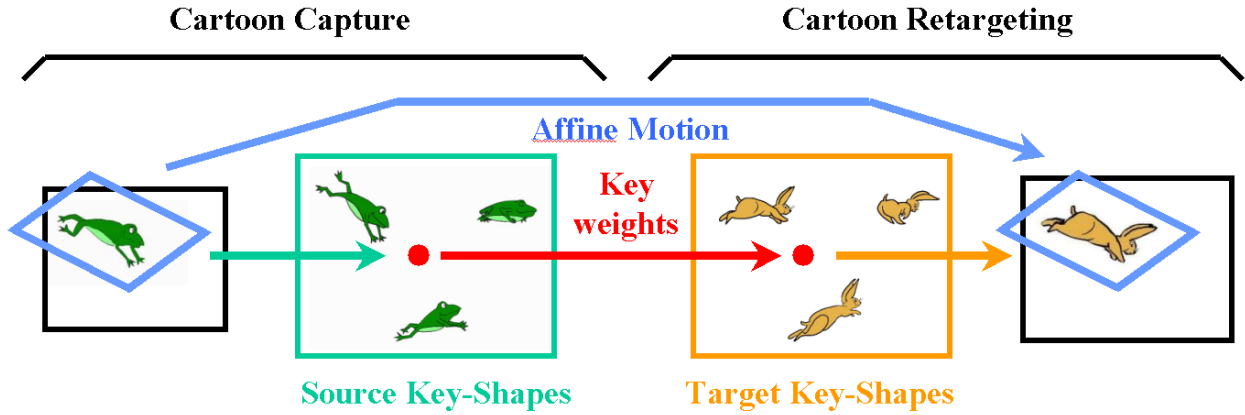 Cartoon Capture
Cartoon Retargeting
Affine Motion
Key
weights
Source Key-Shapes
Target Key-Shapes